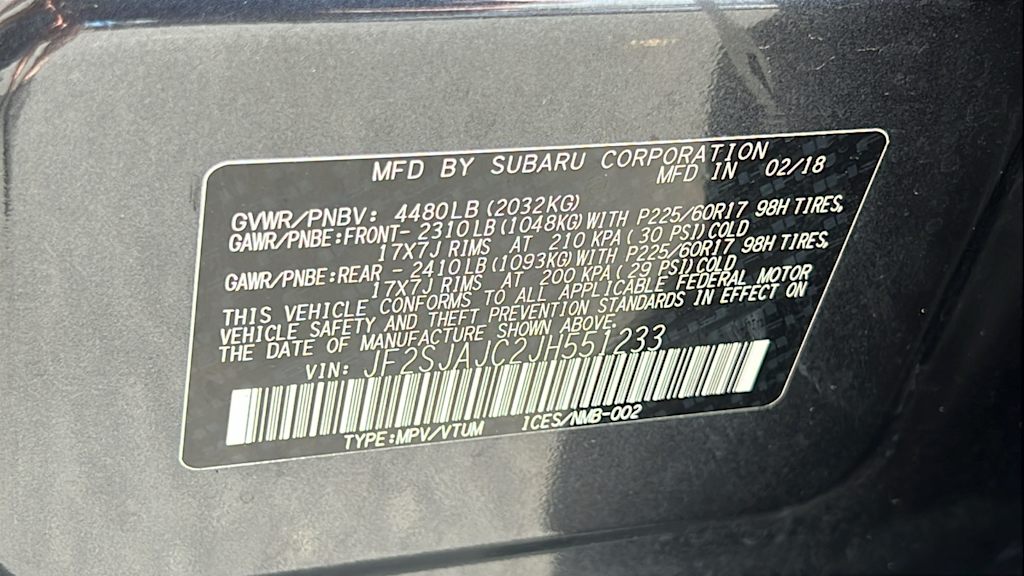 MFD BY SUBARU CORPORATION
MFD IN 02/18
GVWR/PNBV: 4480LB(2032KG)
GAWR/PNBE:FRONT- 2310LB(1048KG)WITH P225/60R17 98H TIRES,
17X7J RIMS AT 210 KPA(30 PSI)COLD
GAWR/PNBE:REAR - 2410LB(1093KG)WITH P225/60R17 98H TIRES,
17X7J RIMS AT 200 KPA(29 PSI)COLD
THIS VEHICLE CONFORMS TO ALL APPLICABLE FEDERAL MOTOR
VEHICLE SAFETY AND THEFT PREVENTION STANDARDS IN EFFECT ON
THE DATE OF MANUFACTURE SHOWN ABOVE.
VIN: JF2SJAJC2JH551233
TYPE:MPV/VTUM ICES/NMB-002